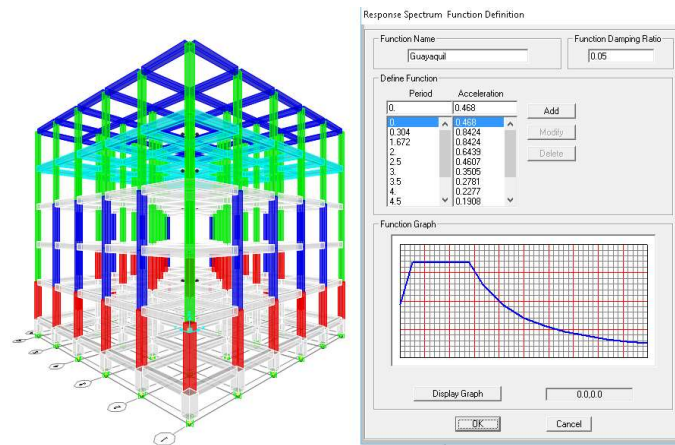 Response Spectrum Function Definition
Function Name
Function Damping Ratio
Guayaquil
0.05
Define Function
Period Acceleration
0. 0.468
Add
0. 0.468
0.304 0.8424
Modify
1.672 0.8424
2. 0.6439
Delete
2.5 0.4607
3. 0.3505
3.5 0.2781
4. 0.2277
4.5 0.1908
Function Graph
Display Graph
0.0,0.0
OK
Cancel